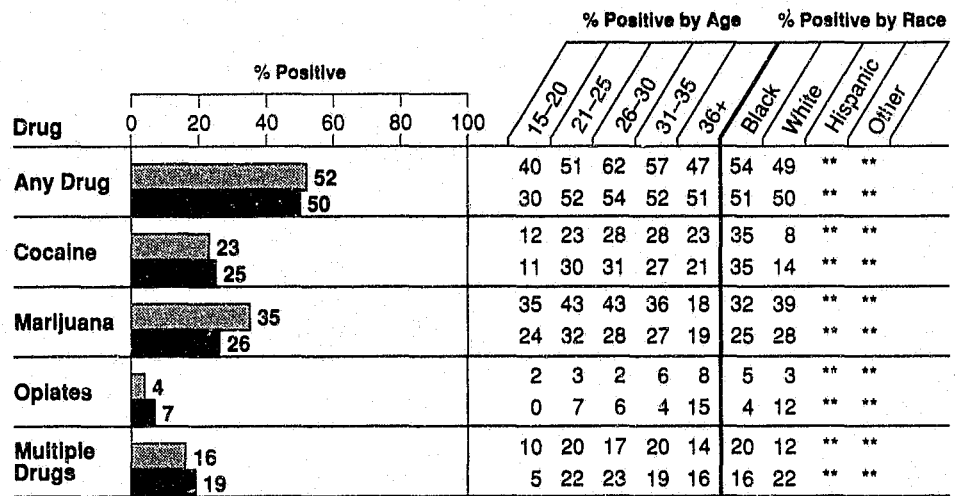 % Positive by Age % Positive by Race
% Positive
Drug 0 20 40 60 80 100 15–20 21–25 26–30 31–35 36+ Black White Hispanic Other
Any Drug 52 40 51 62 57 47 54 49 ** **
50 30 52 54 52 51 51 50 ** **
Cocaine 23 12 23 28 28 23 35 8 ** **
25 11 30 31 27 21 35 14 ** **
Marijuana 35 35 43 43 36 18 32 39 ** **
26 24 32 28 27 19 25 28 ** **
Opiates 4 2 3 2 6 8 5 3 ** **
7 0 7 6 4 15 4 12 ** **
Multiple 16 10 20 17 20 14 20 12 ** **
Drugs 19 5 22 23 19 16 16 22 ** **